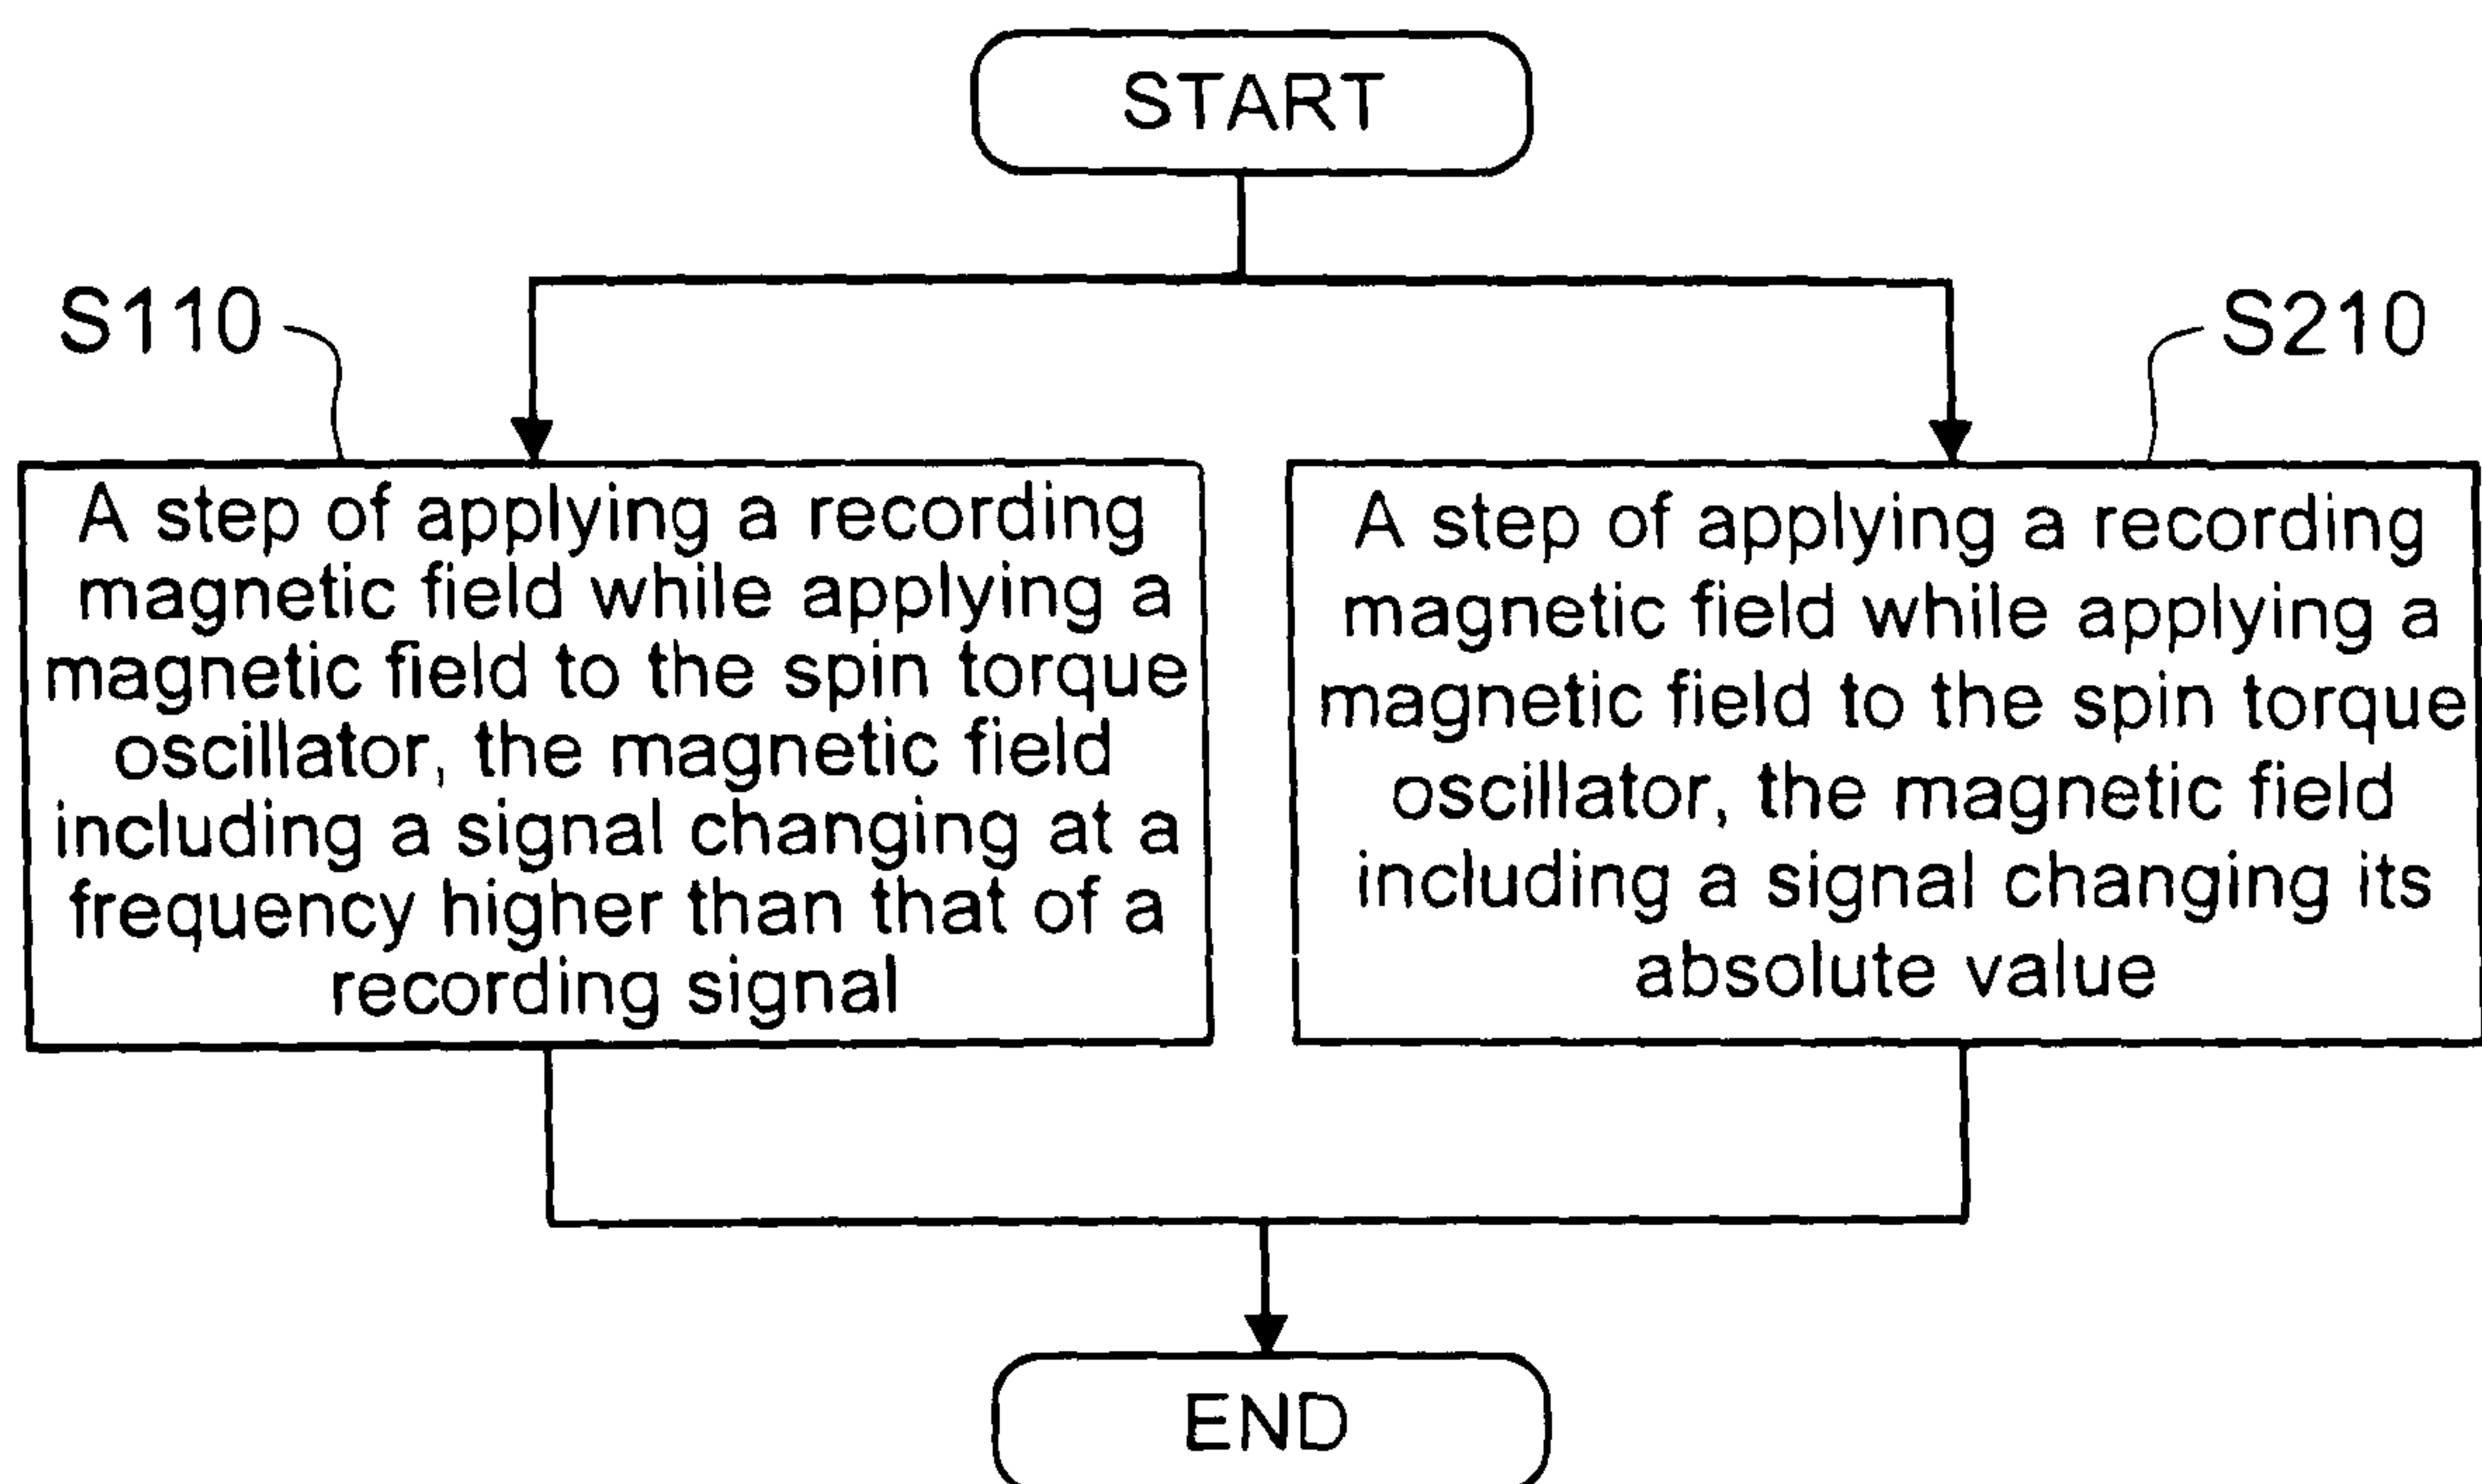 START
S110
S210
A step of applying a recording
magnetic field while applying a
magnetic field to the spin torque
oscillator, the magnetic field
including a signal changing at a
frequency higher than that of a
recording signal
A step of applying a recording
magnetic field while applying a
magnetic field to the spin torque
oscillator, the magnetic field
including a signal changing its
absolute value
END